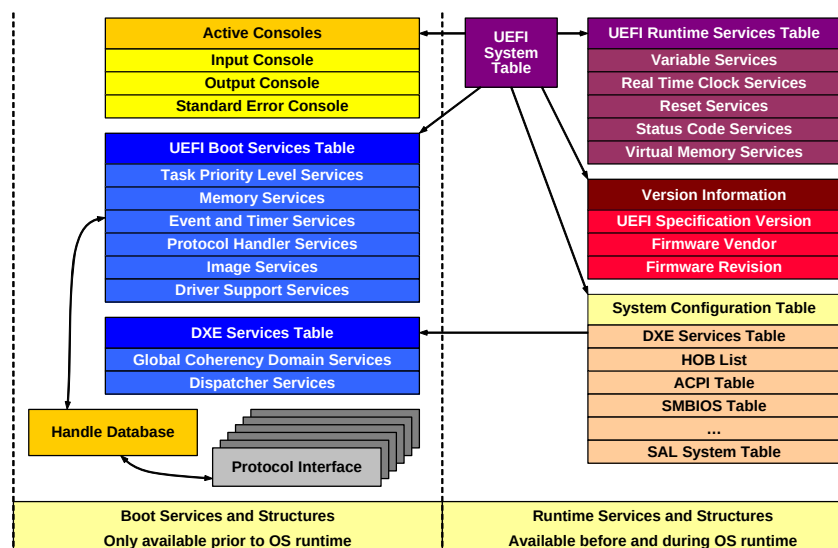 Active Consoles
Input Console
Output Console
Standard Error Console
UEFI
System
Table
UEFI Runtime Services Table
Variable Services
Real Time Clock Services
Reset Services
Status Code Services
Virtual Memory Services
UEFI Boot Services Table
Task Priority Level Services
Memory Services
Event and Timer Services
Protocol Handler Services
Image Services
Driver Support Services
Version Information
UEFI Specification Version
Firmware Vendor
Firmware Revision
DXE Services Table
Global Coherency Domain Services
Dispatcher Services
System Configuration Table
DXE Services Table
HOB List
ACPI Table
SMBIOS Table
...
SAL System Table
Handle Database
Protocol Interface
Boot Services and Structures
Only available prior to OS runtime
Runtime Services and Structures
Available before and during OS runtime